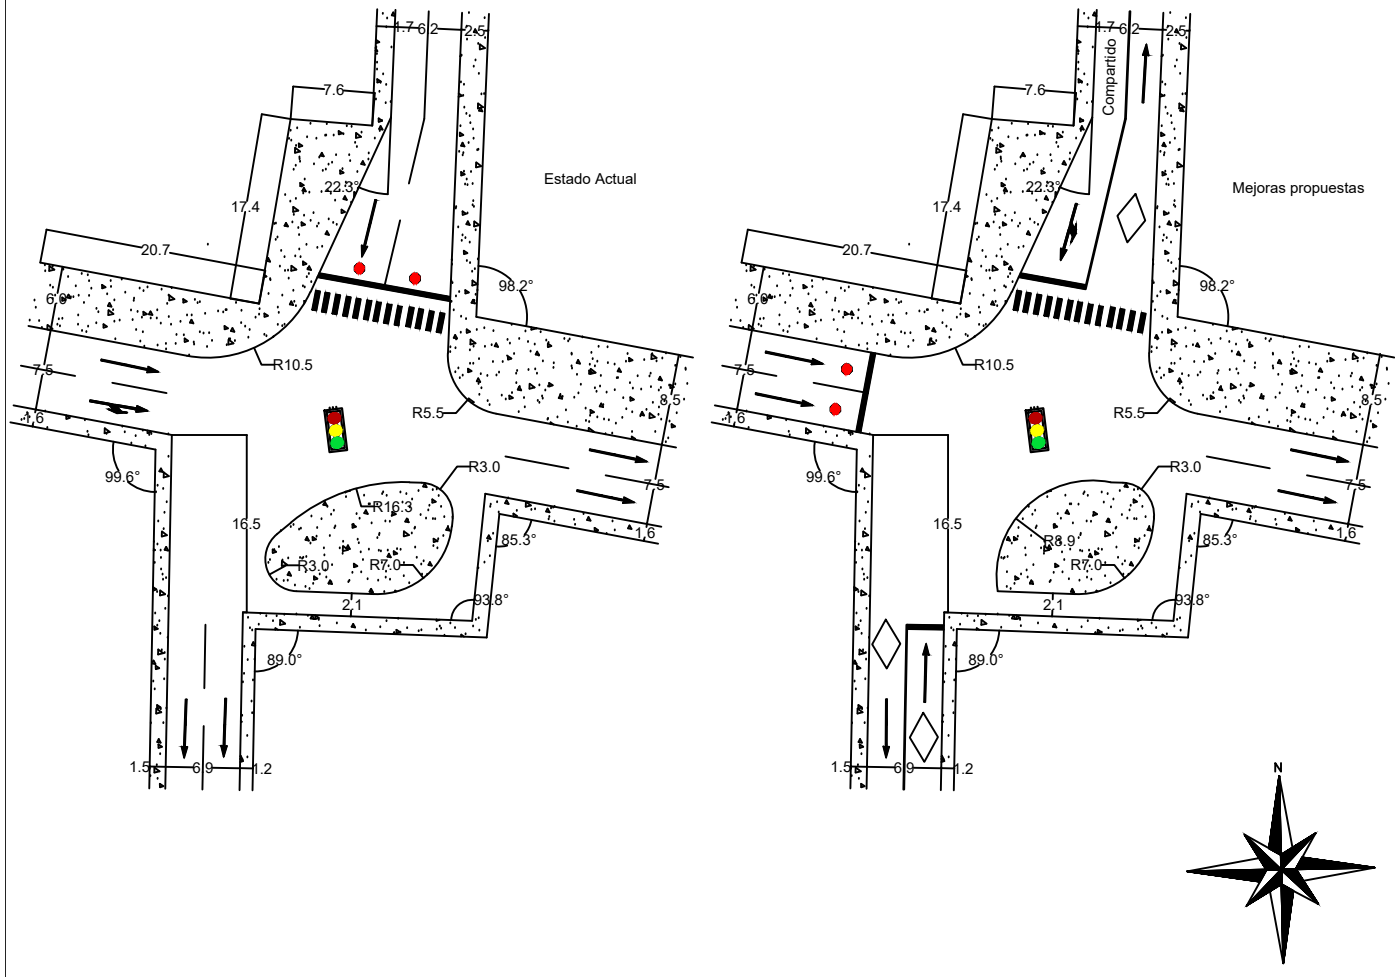 1.7 6.2 2.5
7.6
22.3°
Estado Actual
17.4
20.7
98.2°
6.0
R10.5
7.5
1.6
R5.5
8.5
99.6°
R3.0
7.5
R16.3
16.5
1.6
85.3°
R3.0
R7.0
2.1
93.8°
89.0°
1.5 6.9 1.2
1.7 6.2 2.5
Compartido
7.6
22.3°
Mejoras propuestas
17.4
20.7
98.2°
6.0
R10.5
7.5
1.6
R5.5
8.5
99.6°
R3.0
7.5
16.5
1.6
R8.9
85.3°
R7.0
2.1
93.8°
89.0°
1.5 6.9 1.2
N